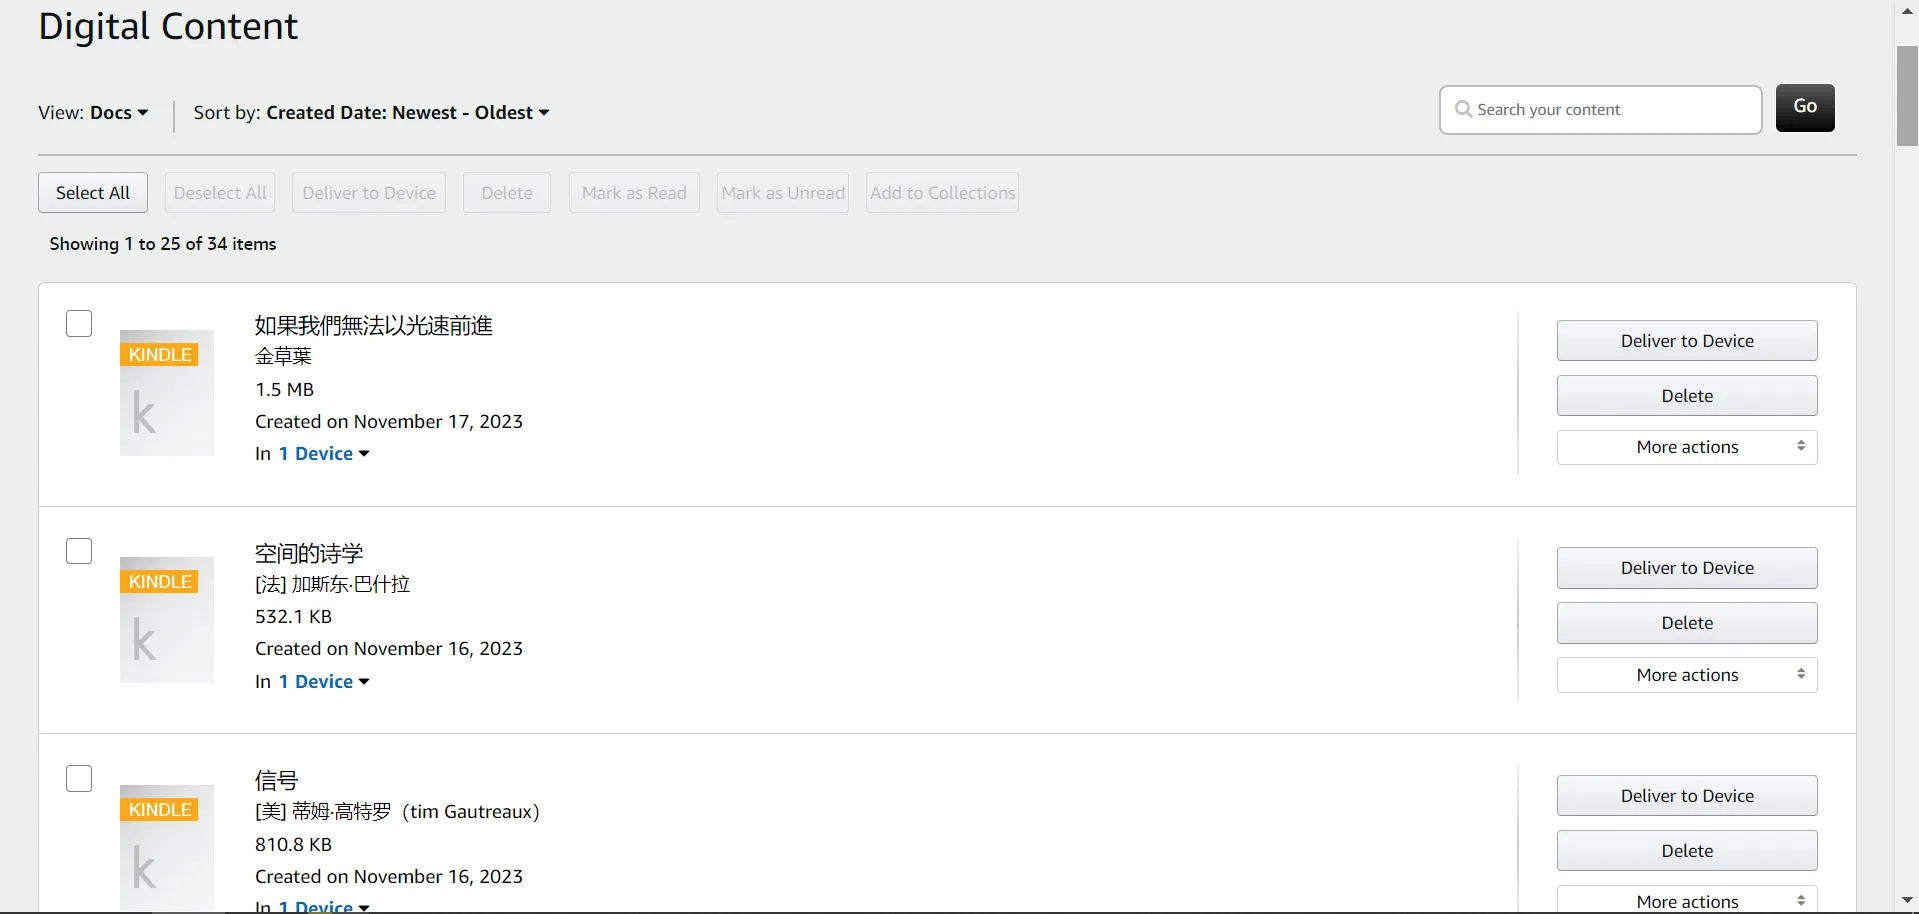 Digital Content
View: Docs
Sort by: Created Date: Newest - Oldest
Search your content
Go
Select All
Deselect All
Deliver to Device
Delete
Mark as Read
Mark as Unread
Add to Collections
Showing 1 to 25 of 34 items
KINDLE
k
如果我們無法以光速前進
金草葉
1.5 MB
Created on November 17, 2023
In 1 Device
Deliver to Device
Delete
More actions
KINDLE
k
空间的诗学
[法] 加斯东·巴什拉
532.1 KB
Created on November 16, 2023
In 1 Device
Deliver to Device
Delete
More actions
KINDLE
k
信号
[美] 蒂姆·高特罗（tim Gautreaux）
810.8 KB
Created on November 16, 2023
In 1 Device
Deliver to Device
Delete
More actions